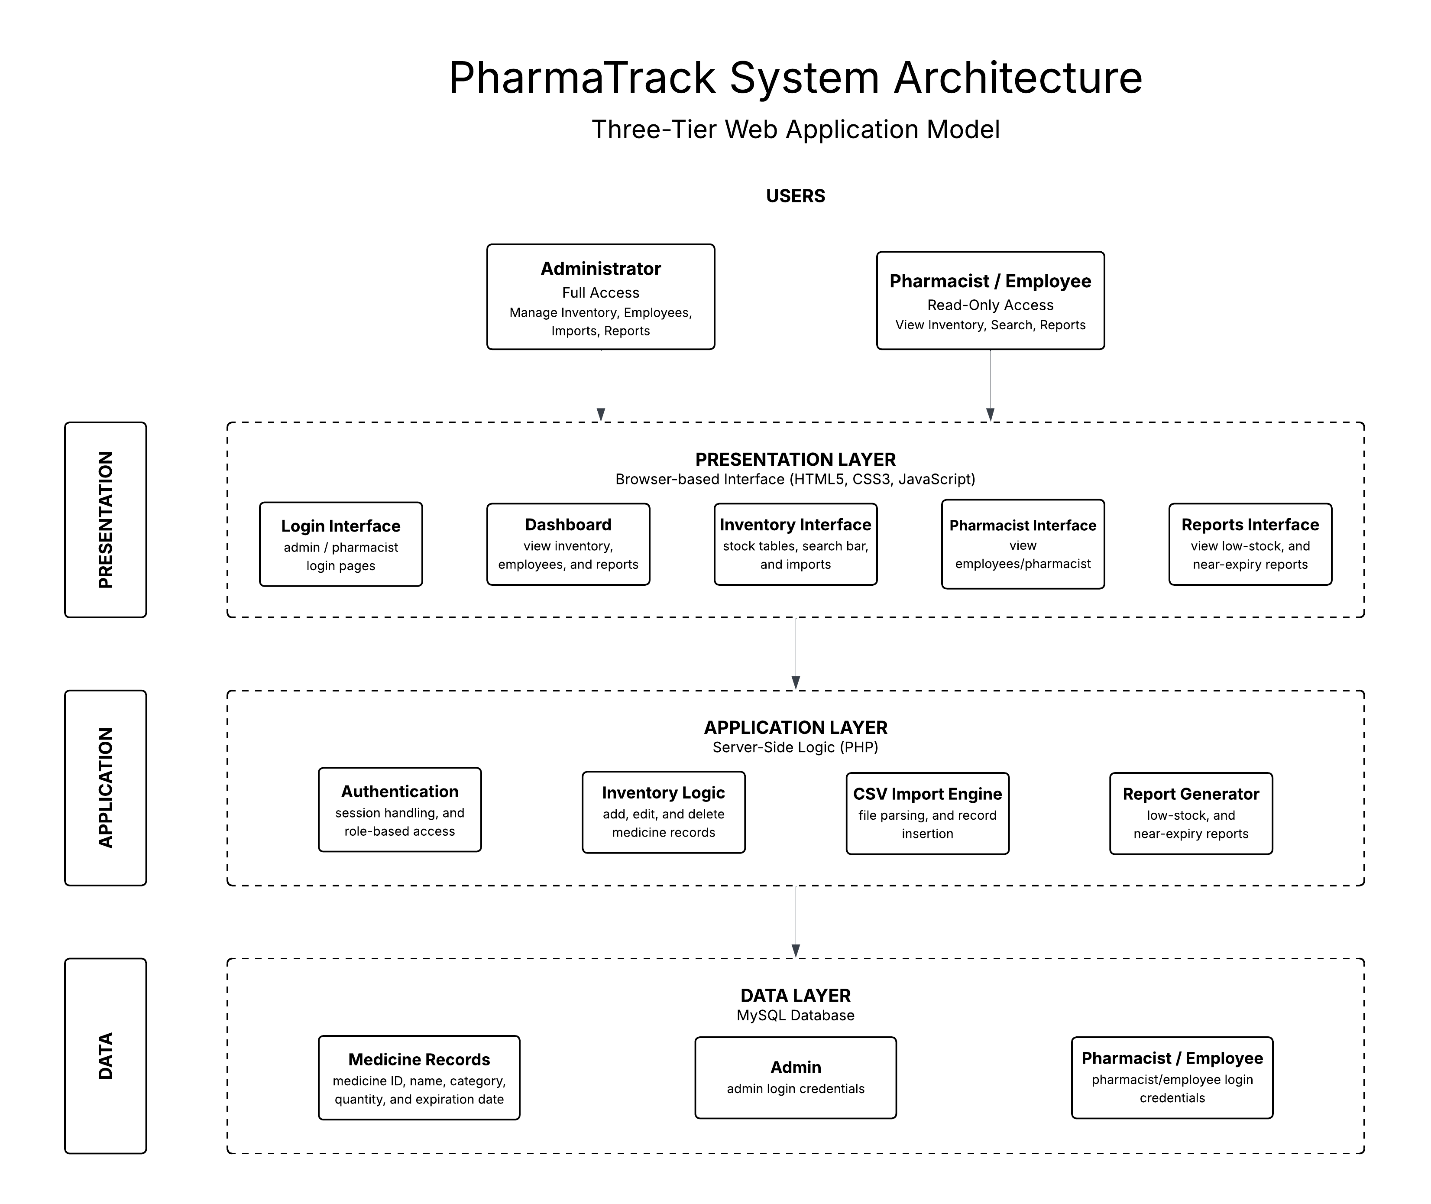 PharmaTrack System Architecture
Three-Tier Web Application Model
USERS
Administrator
Full Access
Manage Inventory, Employees,
Imports, Reports
Pharmacist / Employee
Read-Only Access
View Inventory, Search, Reports
PRESENTATION
PRESENTATION LAYER
Browser-based Interface (HTML5, CSS3, JavaScript)
Login Interface
admin / pharmacist
login pages
Dashboard
view inventory,
employees, and reports
Inventory Interface
stock tables, search bar,
and imports
Pharmacist Interface
view
employees/pharmacist
Reports Interface
view low-stock, and
near-expiry reports
APPLICATION
APPLICATION LAYER
Server-Side Logic (PHP)
Authentication
session handling, and
role-based access
Inventory Logic
add, edit, and delete
medicine records
CSV Import Engine
file parsing, and record
insertion
Report Generator
low-stock, and
near-expiry reports
DATA
DATA LAYER
MySQL Database
Medicine Records
medicine ID, name, category,
quantity, and expiration date
Admin
admin login credentials
Pharmacist / Employee
pharmacist/employee login
credentials